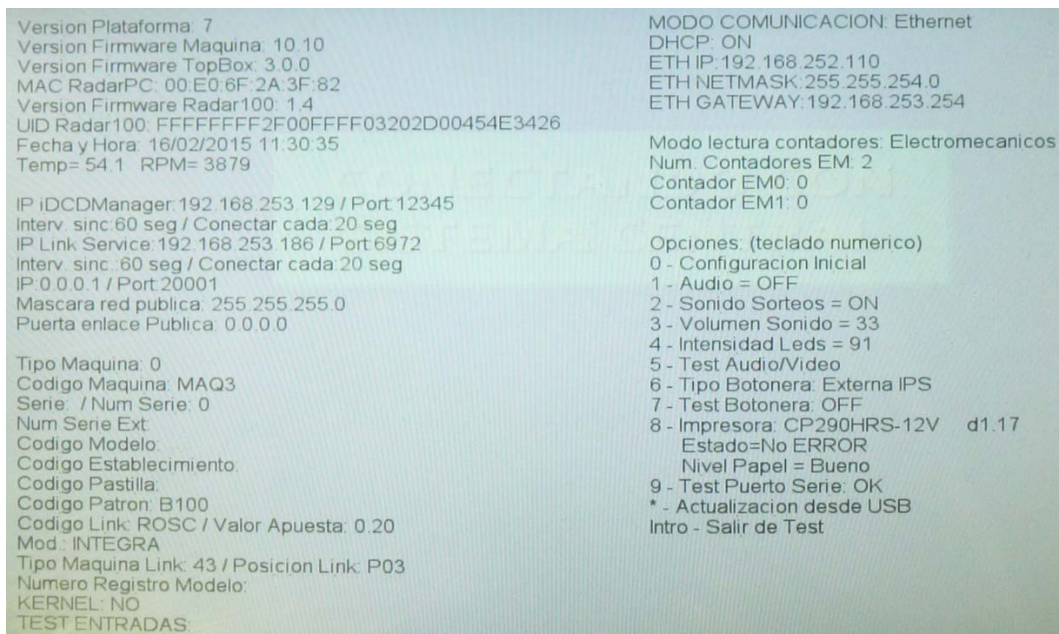 Version Plataforma: 7
Version Firmware Maquina: 10.10
Version Firmware TopBox: 3.0.0
MAC RadarPC: 00:E0:6F:2A:3F:82
Version Firmware Radar100: 1.4
UID Radar100: FFFFFFFF2F00FFFF03202D00454E3426
Fecha y Hora: 16/02/2015 11:30:35
Temp= 54.1 RPM= 3879
IP iDCDManager:192.168.253.129 / Port:12345
Interv. sinc:60 seg / Conectar cada:20 seg
IP Link Service:192.168.253.186 / Port:6972
Interv. sinc.:60 seg / Conectar cada:20 seg
IP:0.0.0.1 / Port:20001
Mascara red publica: 255.255.255.0
Puerta enlace Publica: 0.0.0.0
Tipo Maquina: 0
Codigo Maquina: MAQ3
Serie: / Num Serie: 0
Num Serie Ext:
Codigo Modelo:
Codigo Establecimiento:
Codigo Pastilla:
Codigo Patron: B100
Codigo Link: ROSC / Valor Apuesta: 0.20
Mod.: INTEGRA
Tipo Maquina Link: 43 / Posicion Link: P03
Numero Registro Modelo:
KERNEL: NO
TEST ENTRADAS:
MODO COMUNICACION: Ethernet
DHCP: ON
ETH IP:192.168.252.110
ETH NETMASK:255.255.254.0
ETH GATEWAY:192.168.253.254
Modo lectura contadores: Electromecanicos
Num. Contadores EM: 2
Contador EM0: 0
Contador EM1: 0
Opciones: (teclado numerico)
0 - Configuracion Inicial
1 - Audio = OFF
2 - Sonido Sorteos = ON
3 - Volumen Sonido = 33
4 - Intensidad Leds = 91
5 - Test Audio/Video
6 - Tipo Botonera: Externa IPS
7 - Test Botonera: OFF
8 - Impresora: CP290HRS-12V d1.17
Estado=No ERROR
Nivel Papel = Bueno
9 - Test Puerto Serie: OK
* - Actualizacion desde USB
Intro - Salir de Test